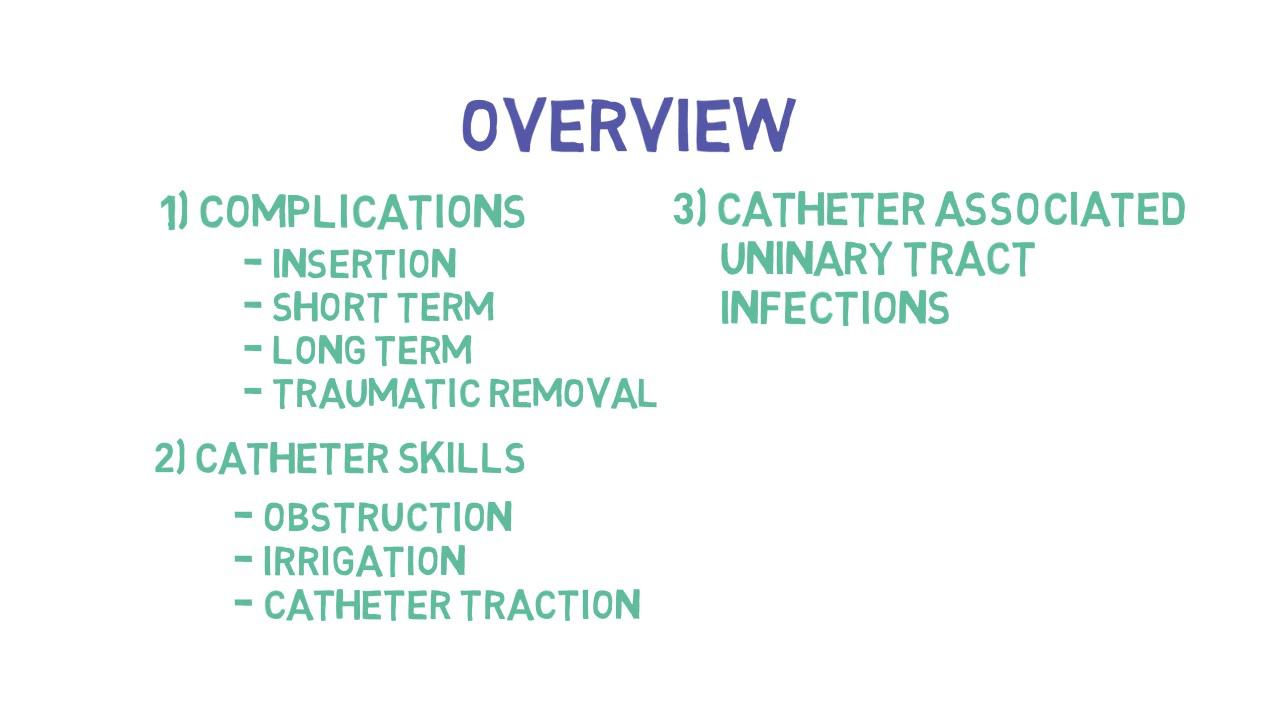 OVERVIEW
1) COMPLICATIONS
- INSERTION
- SHORT TERM
- LONG TERM
- TRAUMATIC REMOVAL
2) CATHETER SKILLS
- OBSTRUCTION
- IRRIGATION
- CATHETER TRACTION
3) CATHETER ASSOCIATED
UNINARY TRACT
INFECTIONS